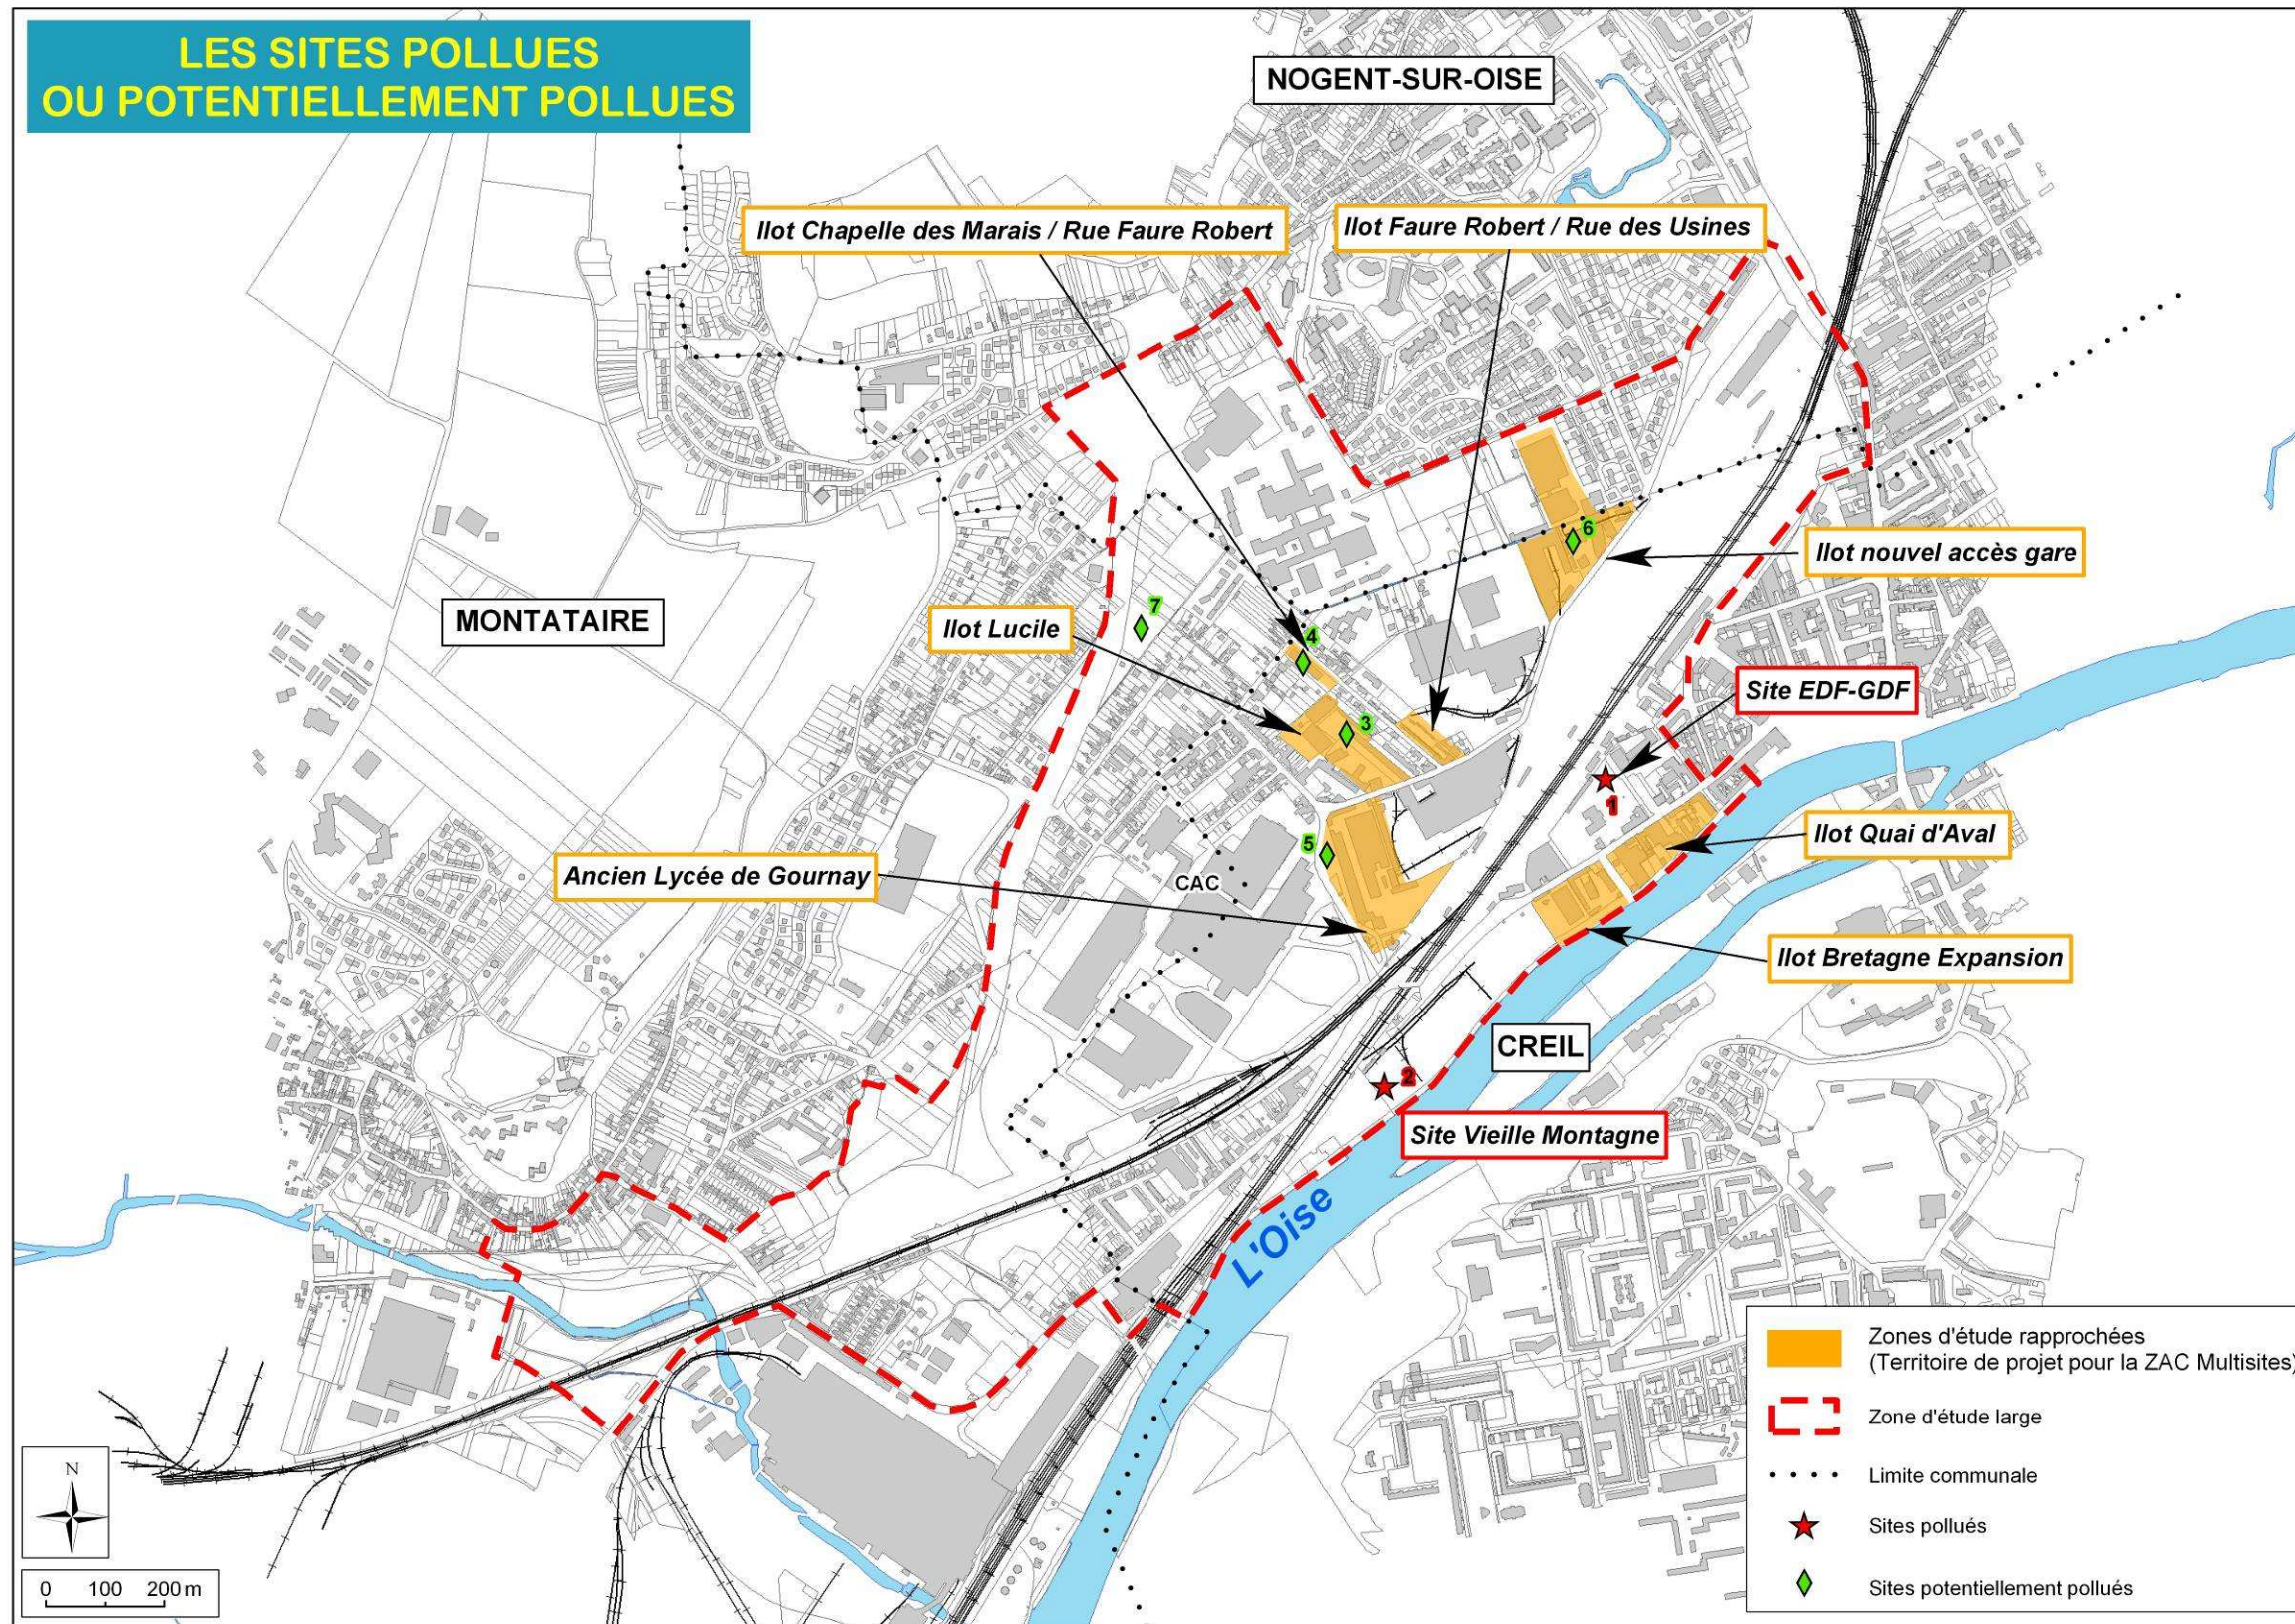 LES SITES POLLUES
OU POTENTIELLEMENT POLLUES
NOGENT-SUR-OISE
Ilot Chapelle des Marais / Rue Faure Robert
Ilot Faure Robert / Rue des Usines
6
Ilot nouvel accès gare
MONTATAIRE
7
Ilot Lucile
4
Site EDF-GDF
3
1
Ilot Quai d'Aval
5
Ancien Lycée de Gournay
CAC
Ilot Bretagne Expansion
CREIL
2
Site Vieille Montagne
L'Oise
Zones d'étude rapprochées
(Territoire de projet pour la ZAC Multisites)
Zone d'étude large
Limite communale
Sites pollués
Sites potentiellement pollués
N
0 100 200 m